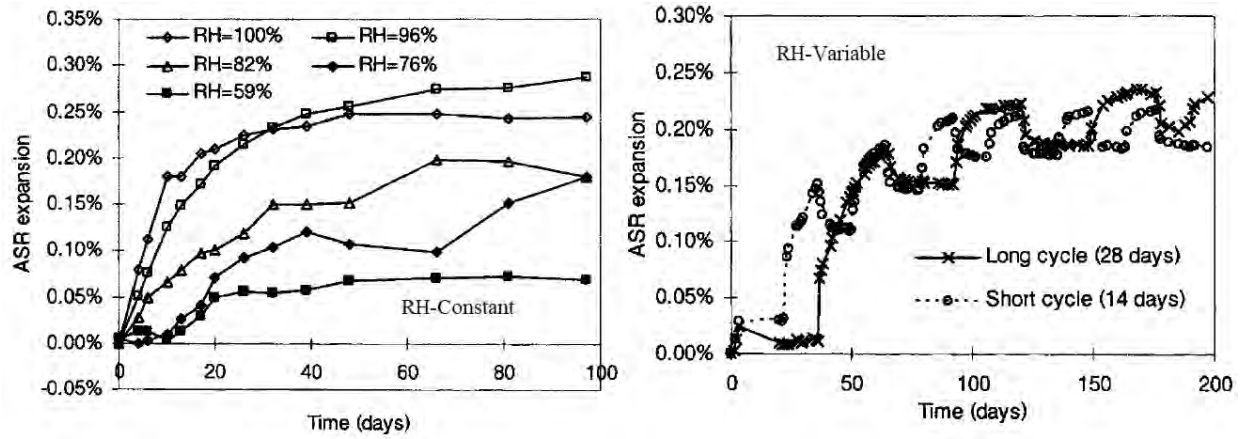 0.35%
0.30%
0.25%
0.20%
0.15%
0.10%
0.05%
0.00%
-0.05%
ASR expansion
RH=100%
RH=96%
RH=82%
RH=76%
RH=59%
RH-Constant
0 20 40 60 80 100
Time (days)
0.30%
0.25%
0.20%
0.15%
0.10%
0.05%
0.00%
ASR expansion
RH-Variable
Long cycle (28 days)
Short cycle (14 days)
0 50 100 150 200
Time (days)